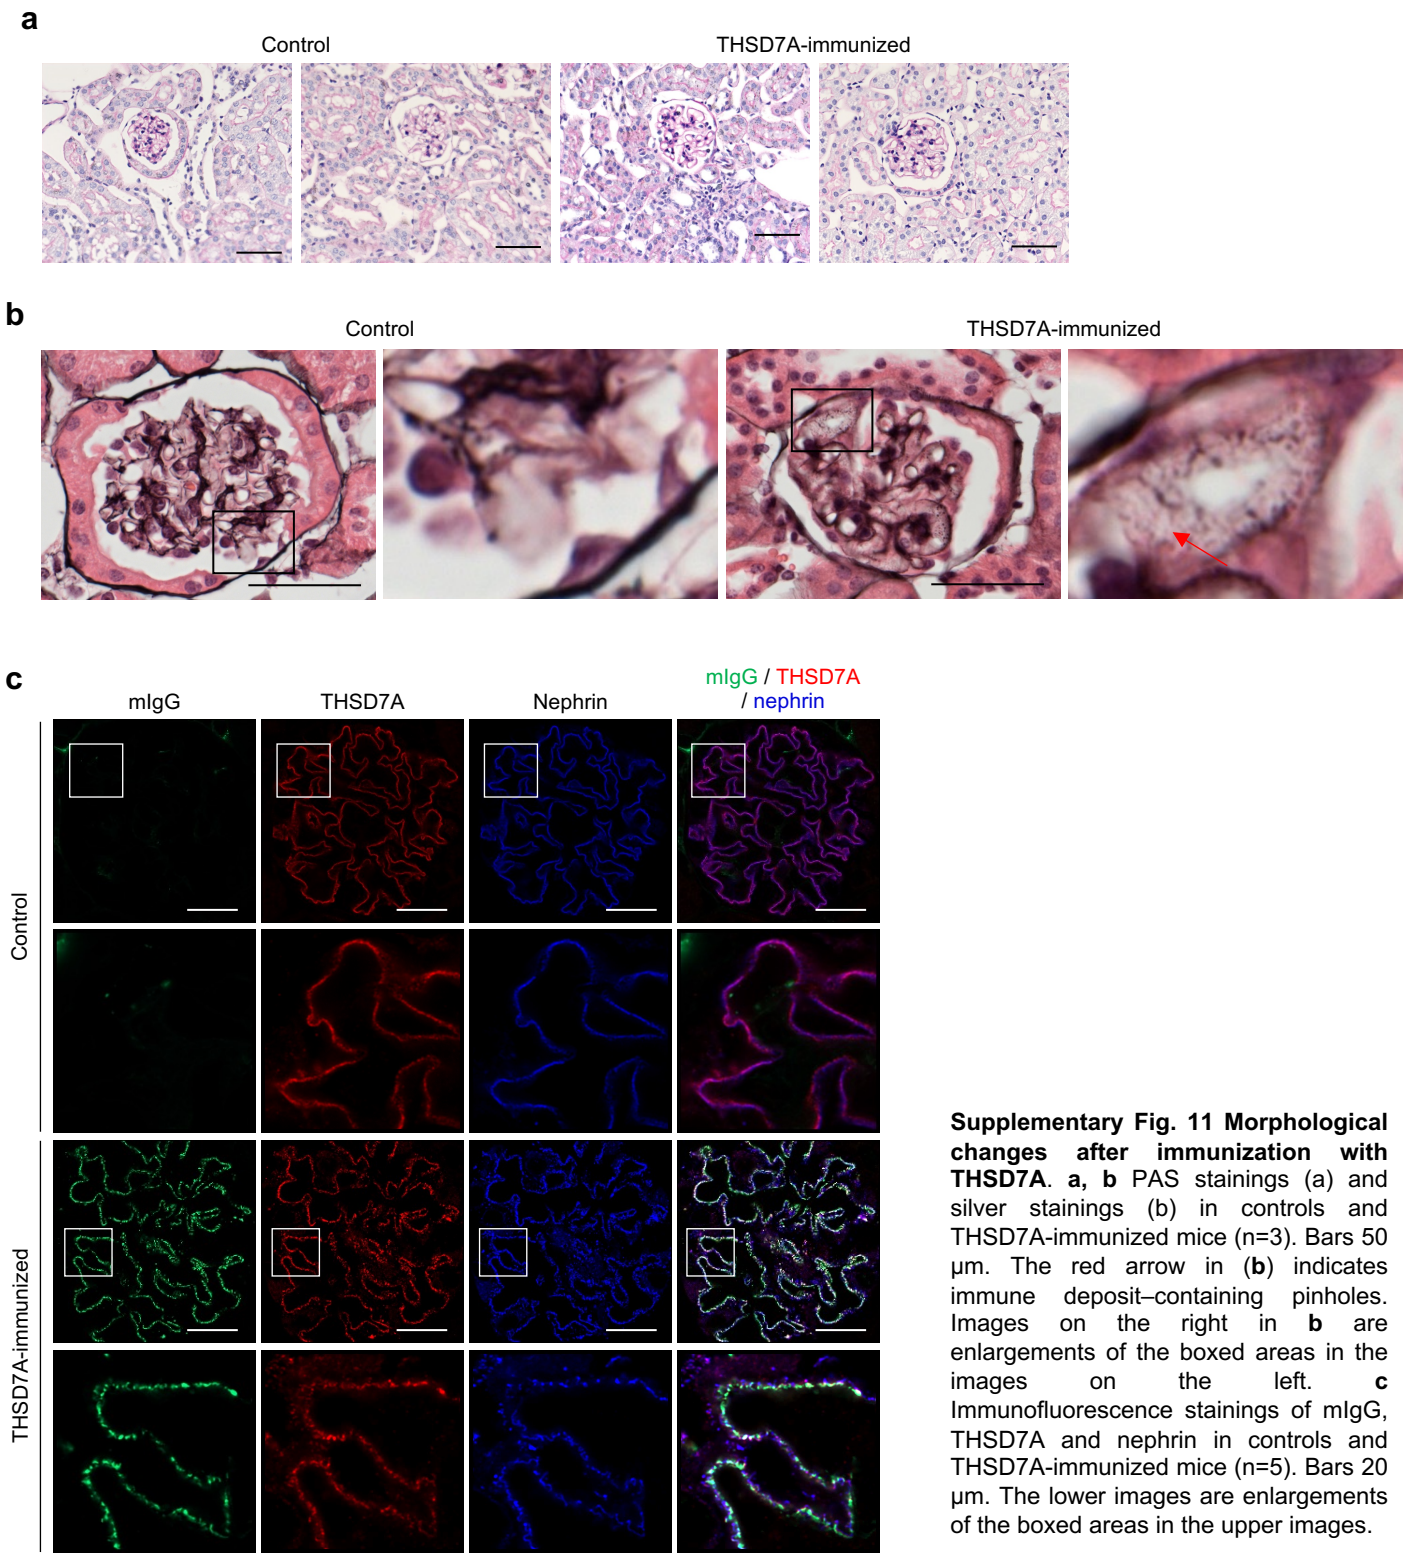 a
Control
THSD7A-immunized
b
Control
THSD7A-immunized
c
mIgG
THSD7A
Nephrin
mIgG / THSD7A
/ nephrin
Control
THSD7A-immunized
Supplementary Fig. 11 Morphological
changes after immunization with
THSD7A. a, b PAS stainings (a) and
silver stainings (b) in controls and
THSD7A-immunized mice (n=3). Bars 50
µm. The red arrow in (b) indicates
immune deposit–containing pinholes.
Images on the right in b are
enlargements of the boxed areas in the
images on the left. c
Immunofluorescence stainings of mIgG,
THSD7A and nephrin in controls and
THSD7A-immunized mice (n=5). Bars 20
µm. The lower images are enlargements
of the boxed areas in the upper images.